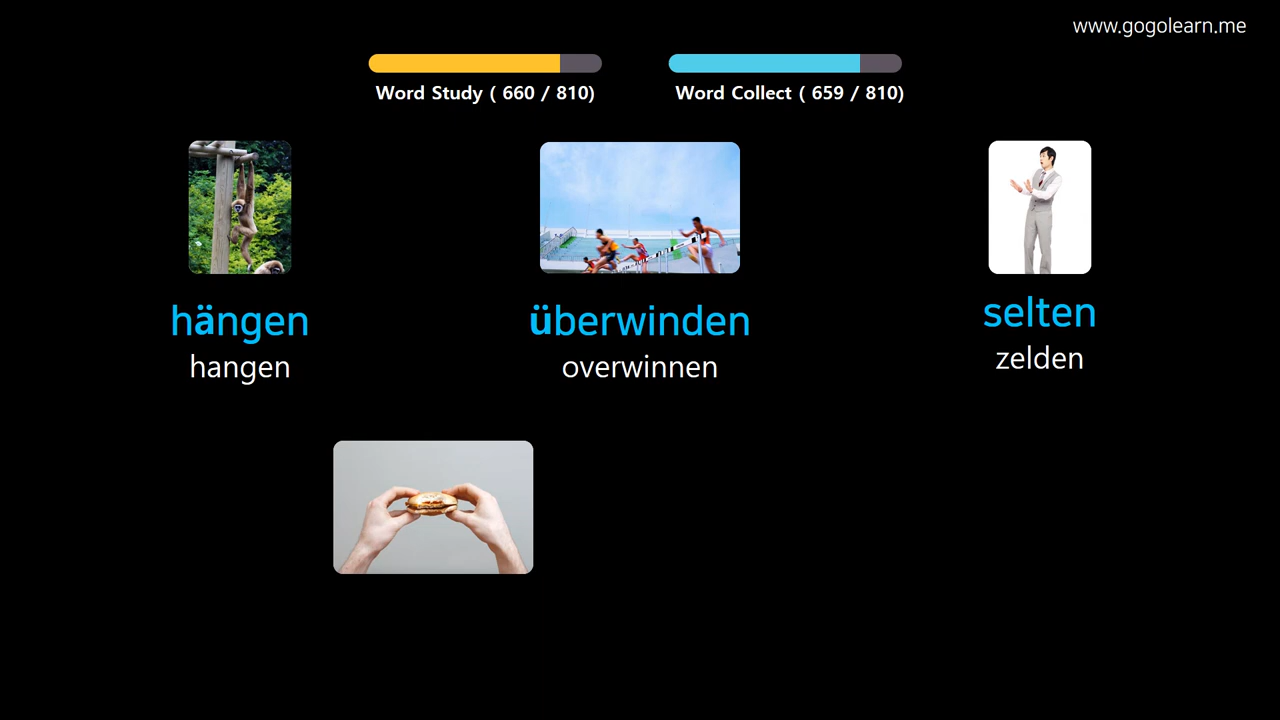 www.gogolearn.me
Word Study ( 660 / 810)
Word Collect ( 659 / 810)
hängen
hangen
überwinden
overwinnen
selten
zelden